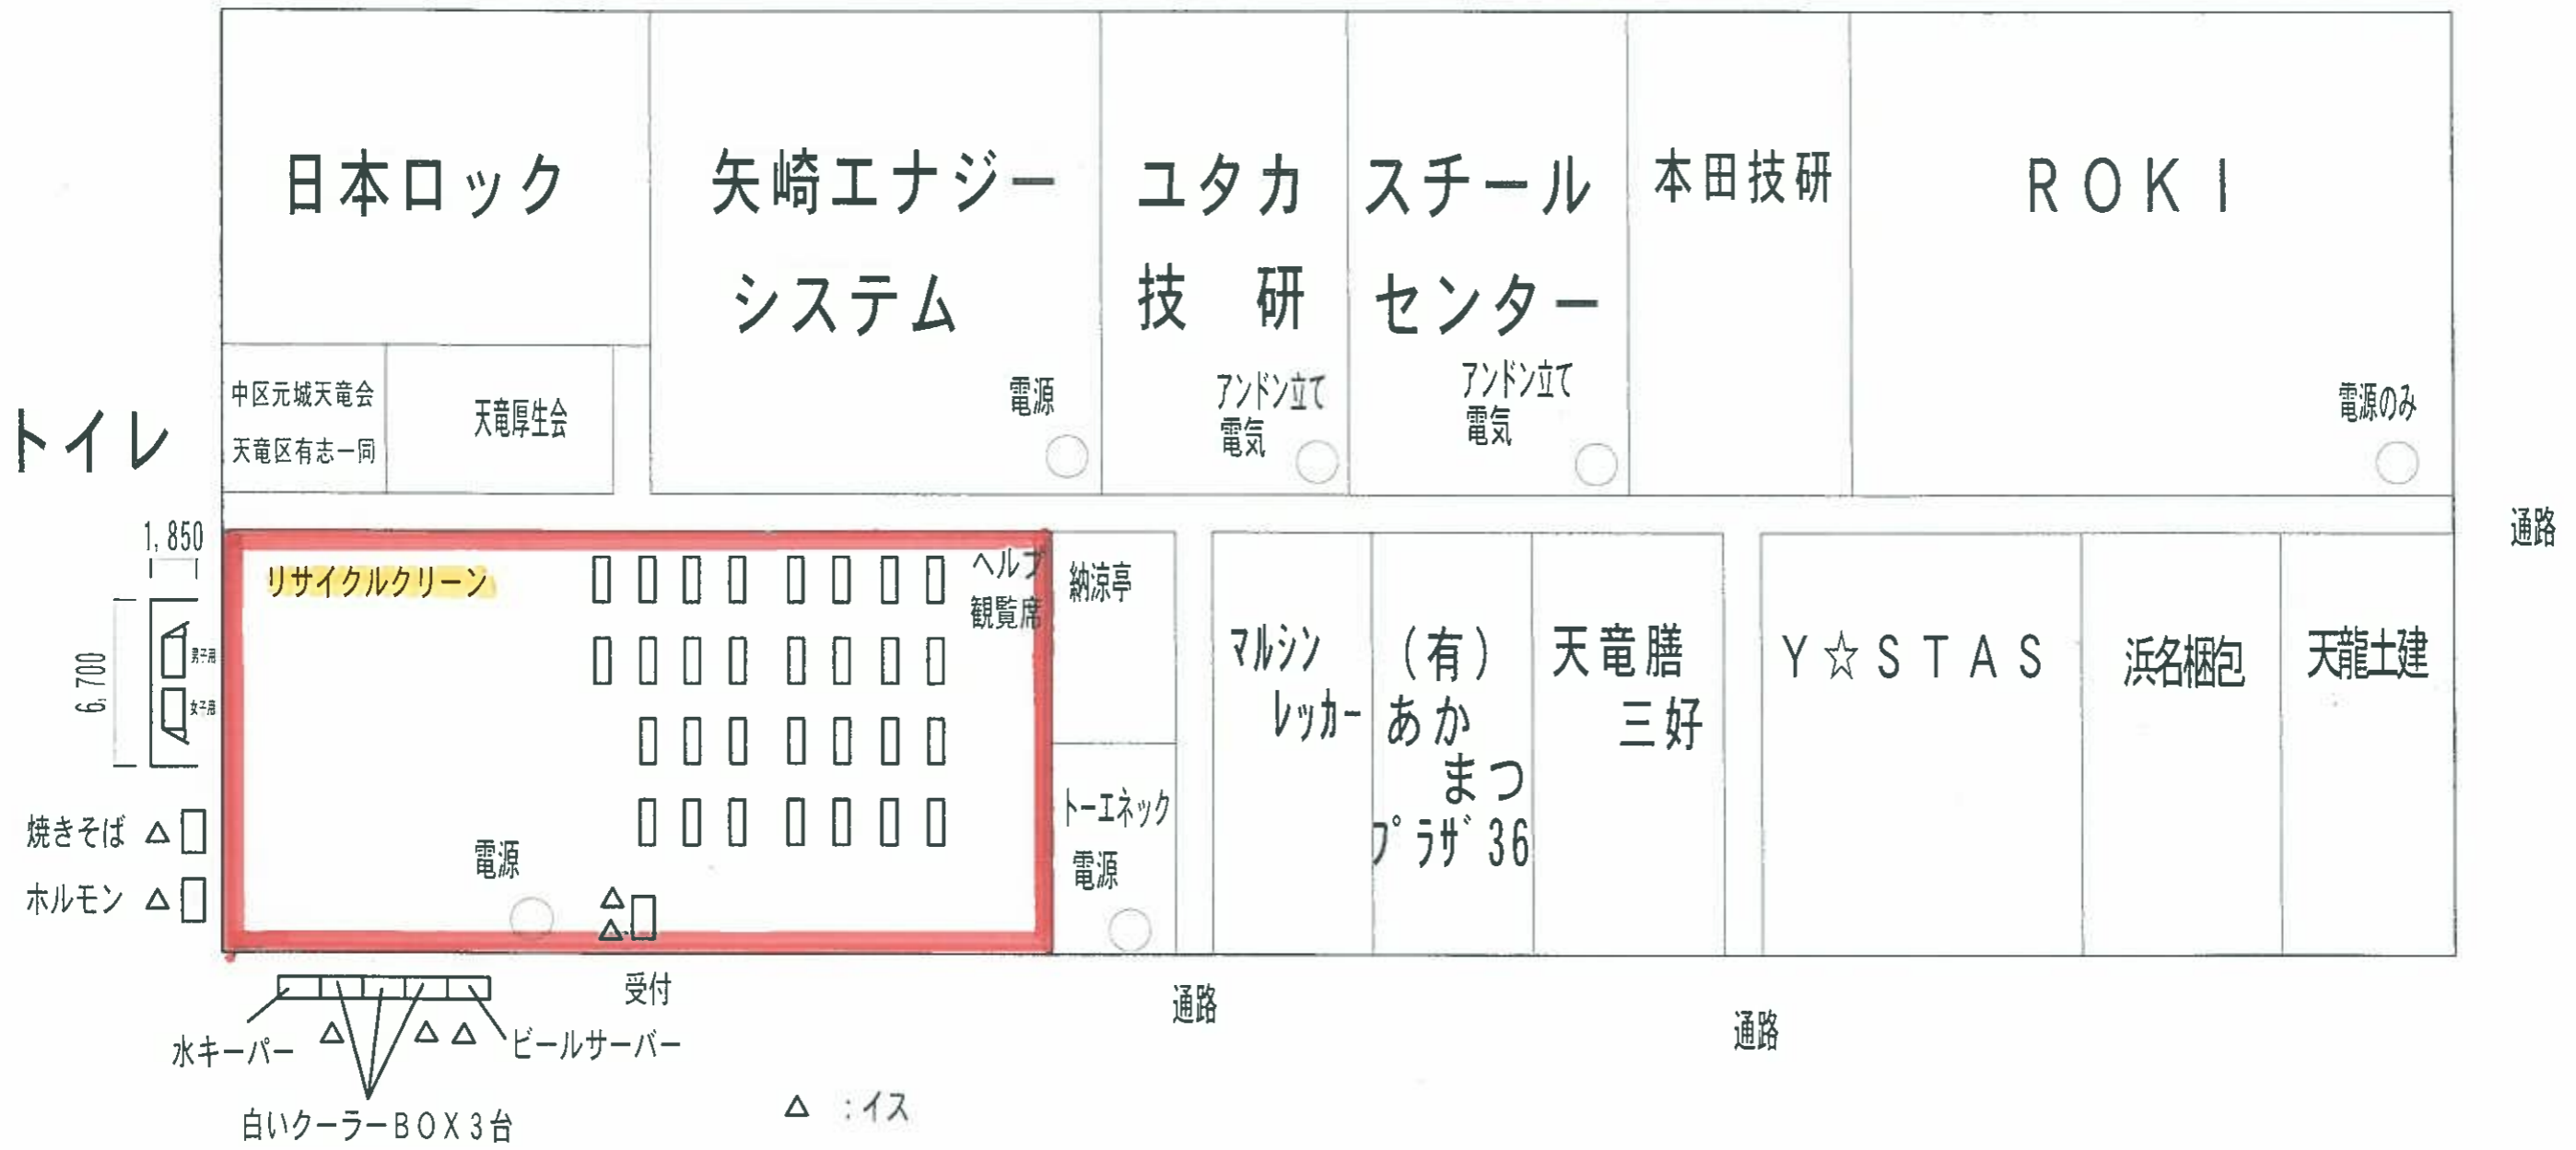 日本ロック
矢崎エナジー
システム
電源
ユタカ
技 研
アンドン立て
電気
スチール
センター
アンドン立て
電気
本田技研
ROKI
電源のみ
中区元城天竜会
天竜区有志一同
天竜厚生会
トイレ
通路
1,850
6,700
男子用
女子用
リサイクルクリーン
ヘルプ
観覧席
電源
納涼亭
トーエネック
電源
マルシン
レッカー
(有)
あか
まつ
プラザ36
天竜膳
三好
Y☆STAS
浜名梱包
天龍土建
焼きそば △
ホルモン △
△
△
受付
通路
通路
△ △ △
水キーパー
ビールサーバー
白いクーラーBOX3台
△ :イス